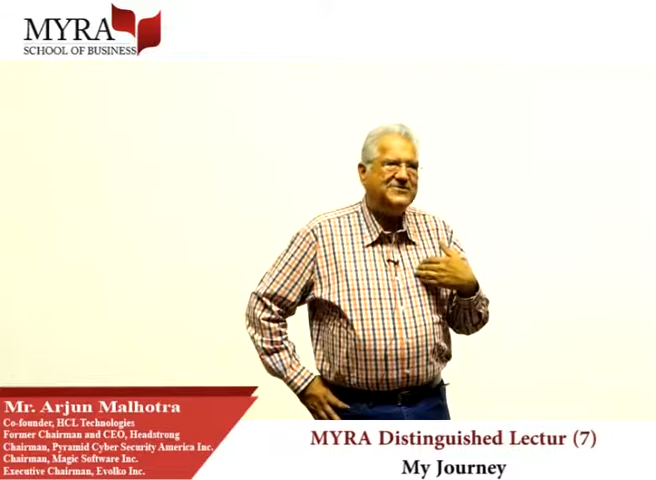 MYRA
SCHOOL OF BUSINESS
Mr. Arjun Malhotra
Co-founder, HCL Technologies
Former Chairman and CEO, Headstrong
Chairman, Pyramid Cyber Security America Inc.
Chairman, Magic Software Inc.
Executive Chairman, Evolko Inc.
MYRA Distinguished Lectur (7)
My Journey